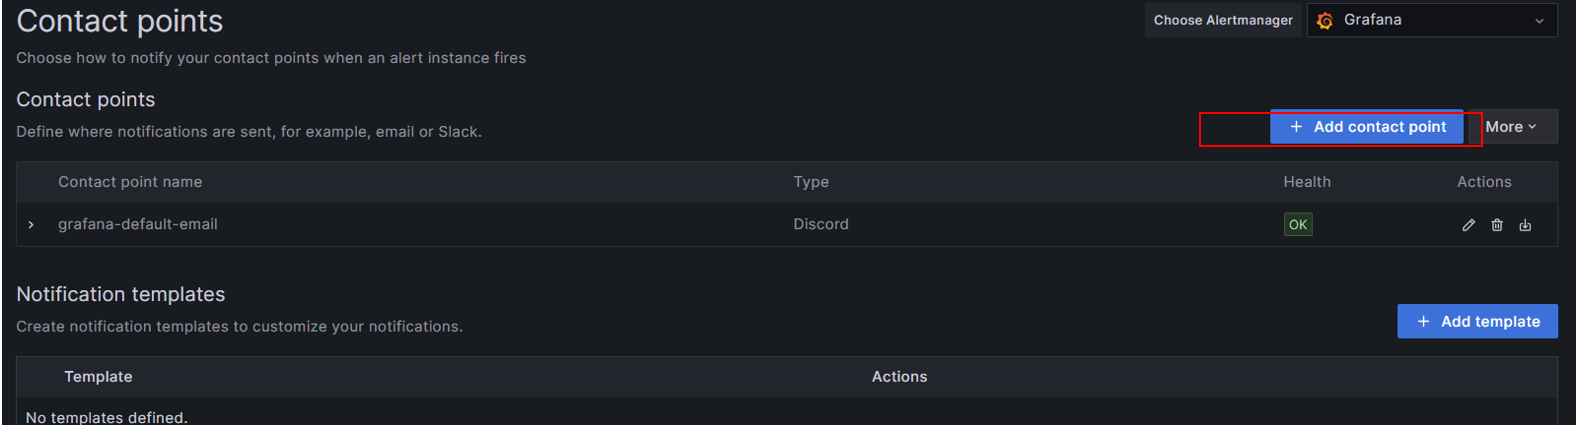 Contact points
Choose Alertmanager
Grafana
Choose how to notify your contact points when an alert instance fires
Contact points
Define where notifications are sent, for example, email or Slack.
+ Add contact point
More
Contact point name Type Health Actions
grafana-default-email Discord OK
Notification templates
Create notification templates to customize your notifications.
+ Add template
Template Actions
No templates defined.